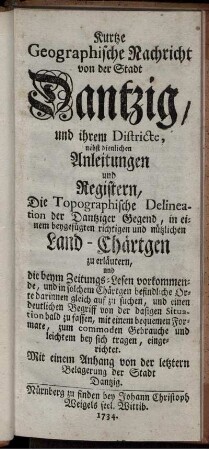 Kurtze
Geographische Nachricht
von der Stadt
Dantzig,
und ihrem Districte,
nebst dienlichen
Anleitungen
und
Registern,
Die Topographische Delinea-
tion der Dantziger Gegend, in ei-
nem beygefügten richtigen und nützlichen
Land-Chärtgen
zu erläutern,
und
die beym Zeitungs-Lesen vorkommen-
de, und in solchem Chärtgen befindliche Or-
te darinnen gleich auf zu suchen, und einen
deutlichen Begriff von der dasigen Situa-
tion bald zu fassen, mit einem bequemen For-
mate, zum commoden Gebrauche und
leichtem bey sich tragen, einge-
richtet.
Mit einem Anhang von der letztern
Belagerung der Stadt
Dantzig.
Nürnberg zu finden bey Johann Christoph
Weigels seel. Wittib.
1734.